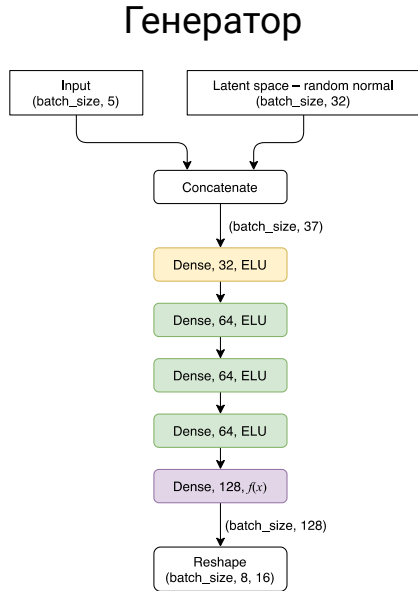 Генератор
Input
(batch_size, 5)
Latent space – random normal
(batch_size, 32)
Concatenate
(batch_size, 37)
Dense, 32, ELU
Dense, 64, ELU
Dense, 64, ELU
Dense, 64, ELU
Dense, 128, f(x)
(batch_size, 128)
Reshape
(batch_size, 8, 16)